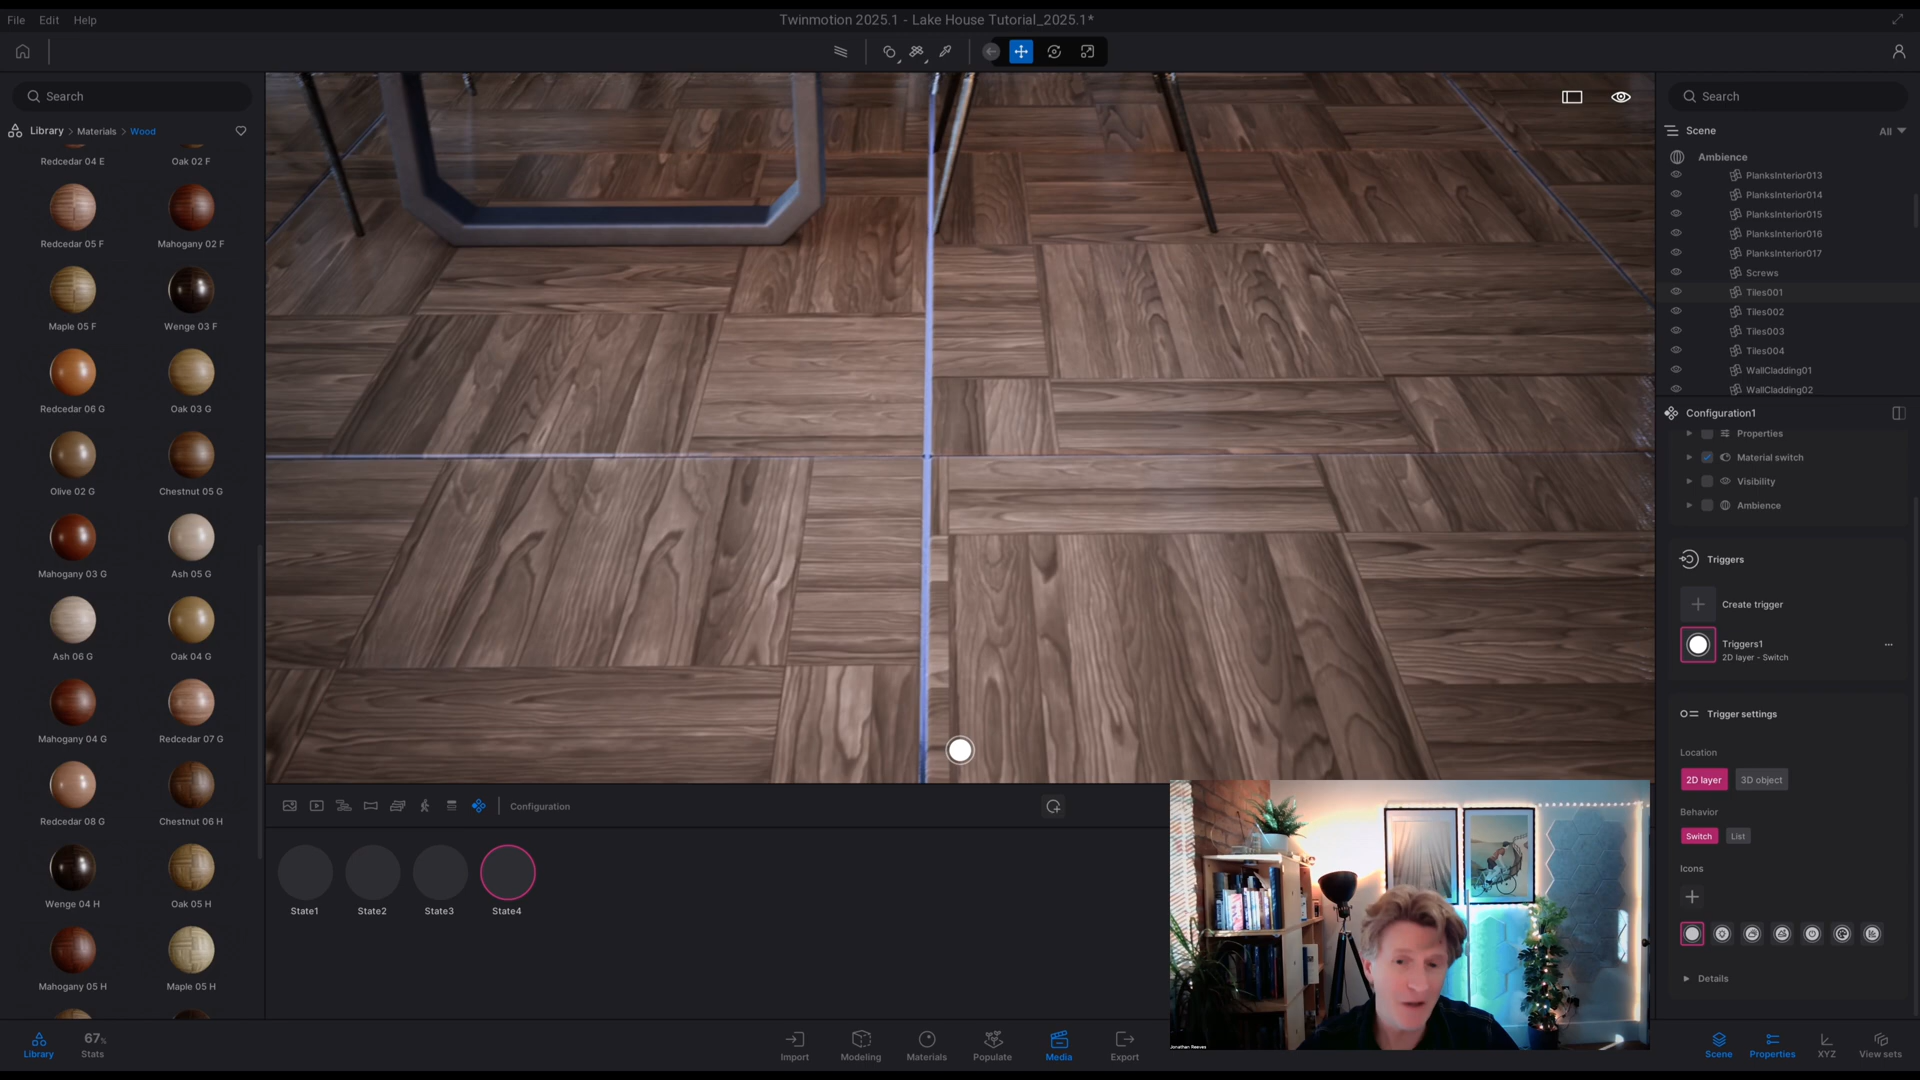 File Edit Help
Twinmotion 2025.1 - Lake House Tutorial_2025.1*
Search
Library > Materials > Wood
Redcedar 04 E
Oak 02 F
Redcedar 05 F
Mahogany 02 F
Maple 05 F
Wenge 03 F
Redcedar 06 G
Oak 03 G
Olive 02 G
Chestnut 05 G
Mahogany 03 G
Ash 05 G
Ash 06 G
Oak 04 G
Mahogany 04 G
Redcedar 07 G
Redcedar 08 G
Chestnut 06 H
Wenge 04 H
Oak 05 H
Mahogany 05 H
Maple 05 H
Library
67%
Stats
Configuration
State1
State2
State3
State4
Import
Modeling
Materials
Populate
Media
Export
Jonathan Reeves
Search
Scene
All
Ambience
PlanksInterior013
PlanksInterior014
PlanksInterior015
PlanksInterior016
PlanksInterior017
Screws
Tiles001
Tiles002
Tiles003
Tiles004
WallCladding01
WallCladding02
Configuration1
Properties
Material switch
Visibility
Ambience
Triggers
Create trigger
Triggers1
2D layer - Switch
Trigger settings
Location
2D layer
3D object
Behavior
Switch
List
Icons
Details
Scene
Properties
XYZ
View sets